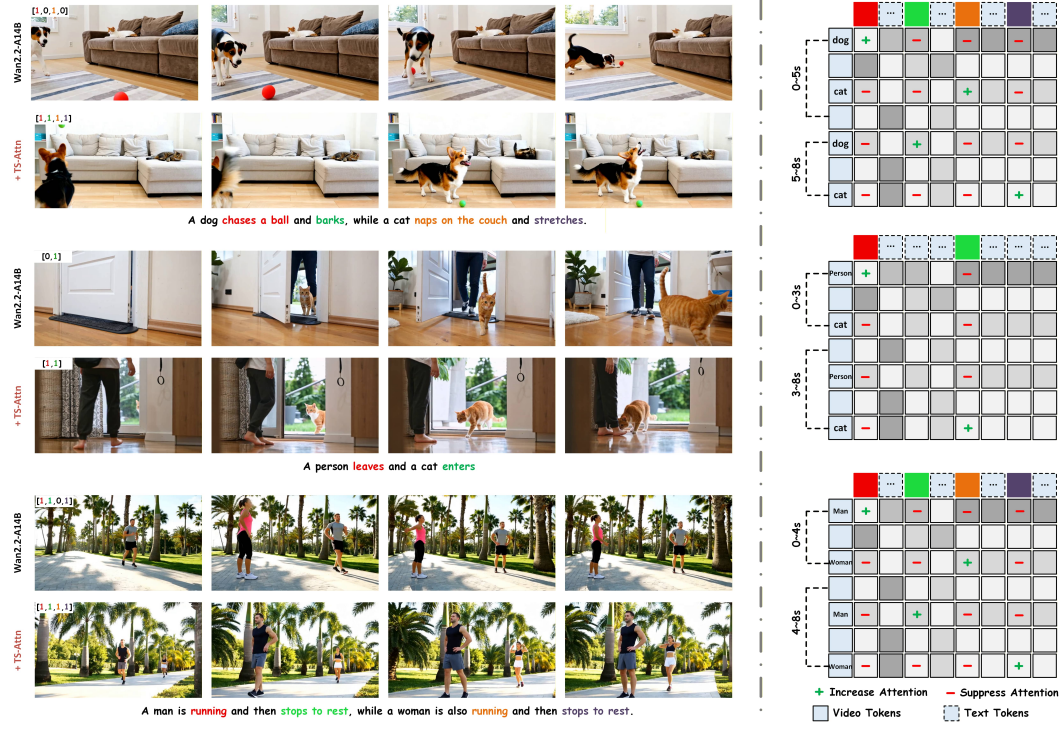 Wan2.2-A14B
[1,0,1,0]
+ TS-Attn
[1,1,1,1]
A dog chases a ball and barks, while a cat naps on the couch and stretches.
Wan2.2-A14B
[0,1]
+ TS-Attn
[1,1]
A person leaves and a cat enters
Wan2.2-A14B
[1,1,0,1]
+ TS-Attn
[1,1,1,1]
A man is running and then stops to rest, while a woman is also running and then stops to rest.
... ... ... ...
0~5s
dog + - - -
cat - - + -
5~8s
dog - + - -
cat - - - +
... ... ... ... ... ...
0~3s
Person + -
cat - -
3~8s
Person - -
cat - +
... ... ... ...
0~4s
Man + - - -
Woman - - + -
4~8s
Man - + - -
Woman - - - +
+ Increase Attention - Suppress Attention
Video Tokens ... Text Tokens